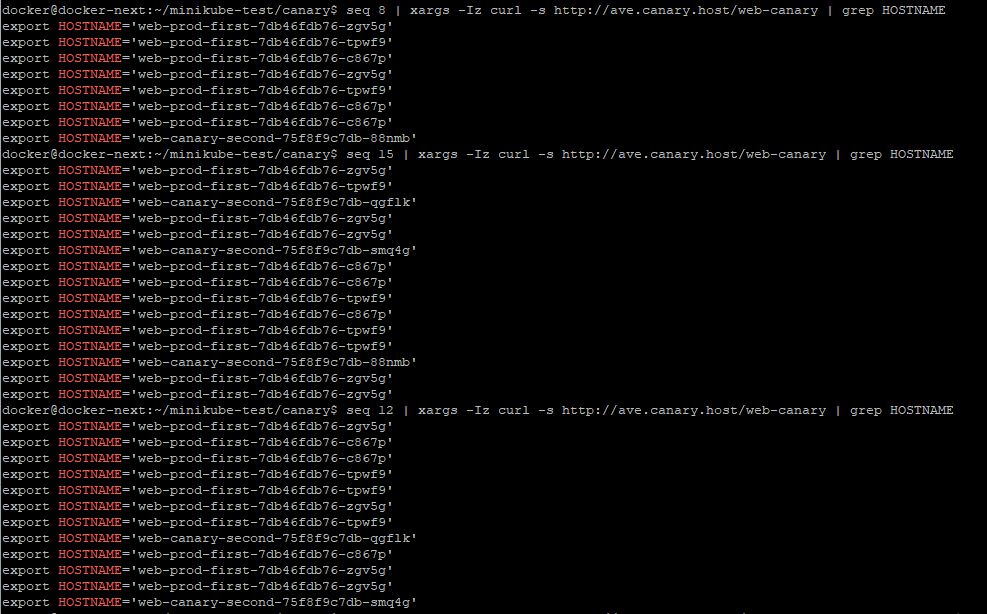 docker@docker-next:~/minikube-test/canary$ seq 8 | xargs -Iz curl -s http://ave.canary.host/web-canary | grep HOSTNAME
export HOSTNAME='web-prod-first-7db46fdb76-zgv5g'
export HOSTNAME='web-prod-first-7db46fdb76-tpwf9'
export HOSTNAME='web-prod-first-7db46fdb76-c867p'
export HOSTNAME='web-prod-first-7db46fdb76-zgv5g'
export HOSTNAME='web-prod-first-7db46fdb76-tpwf9'
export HOSTNAME='web-prod-first-7db46fdb76-c867p'
export HOSTNAME='web-prod-first-7db46fdb76-c867p'
export HOSTNAME='web-canary-second-75f8f9c7db-88nmb'
docker@docker-next:~/minikube-test/canary$ seq 15 | xargs -Iz curl -s http://ave.canary.host/web-canary | grep HOSTNAME
export HOSTNAME='web-prod-first-7db46fdb76-zgv5g'
export HOSTNAME='web-prod-first-7db46fdb76-tpwf9'
export HOSTNAME='web-canary-second-75f8f9c7db-qgflk'
export HOSTNAME='web-prod-first-7db46fdb76-zgv5g'
export HOSTNAME='web-prod-first-7db46fdb76-zgv5g'
export HOSTNAME='web-canary-second-75f8f9c7db-smq4g'
export HOSTNAME='web-prod-first-7db46fdb76-c867p'
export HOSTNAME='web-prod-first-7db46fdb76-c867p'
export HOSTNAME='web-prod-first-7db46fdb76-tpwf9'
export HOSTNAME='web-prod-first-7db46fdb76-c867p'
export HOSTNAME='web-prod-first-7db46fdb76-tpwf9'
export HOSTNAME='web-prod-first-7db46fdb76-tpwf9'
export HOSTNAME='web-canary-second-75f8f9c7db-88nmb'
export HOSTNAME='web-prod-first-7db46fdb76-zgv5g'
export HOSTNAME='web-prod-first-7db46fdb76-zgv5g'
docker@docker-next:~/minikube-test/canary$ seq 12 | xargs -Iz curl -s http://ave.canary.host/web-canary | grep HOSTNAME
export HOSTNAME='web-prod-first-7db46fdb76-zgv5g'
export HOSTNAME='web-prod-first-7db46fdb76-c867p'
export HOSTNAME='web-prod-first-7db46fdb76-c867p'
export HOSTNAME='web-prod-first-7db46fdb76-tpwf9'
export HOSTNAME='web-prod-first-7db46fdb76-tpwf9'
export HOSTNAME='web-prod-first-7db46fdb76-zgv5g'
export HOSTNAME='web-prod-first-7db46fdb76-tpwf9'
export HOSTNAME='web-canary-second-75f8f9c7db-qgflk'
export HOSTNAME='web-prod-first-7db46fdb76-c867p'
export HOSTNAME='web-prod-first-7db46fdb76-zgv5g'
export HOSTNAME='web-prod-first-7db46fdb76-zgv5g'
export HOSTNAME='web-canary-second-75f8f9c7db-smq4g'